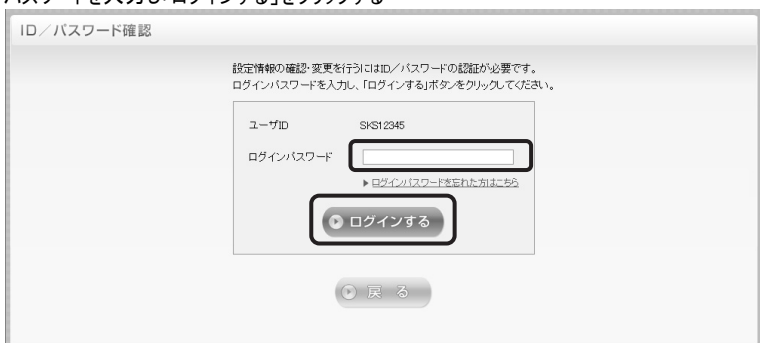 パスワードを入力し「ログインする」をクリックする
ID／パスワード確認
設定情報の確認・変更を行うにはID／パスワードの認証が必要です。
ログインパスワードを入力し、「ログインする」ボタンをクリックしてください。
ユーザID SKS12345
ログインパスワード
▶ ログインパスワードを忘れた方はこちら
ログインする
戻 る